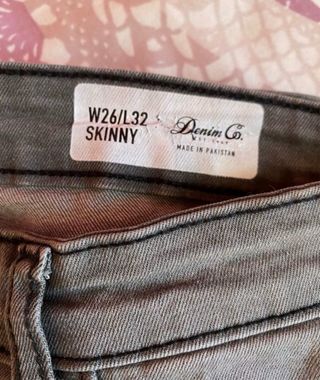 W26/L32
SKINNY
Denim Co.
MADE IN PAKISTAN